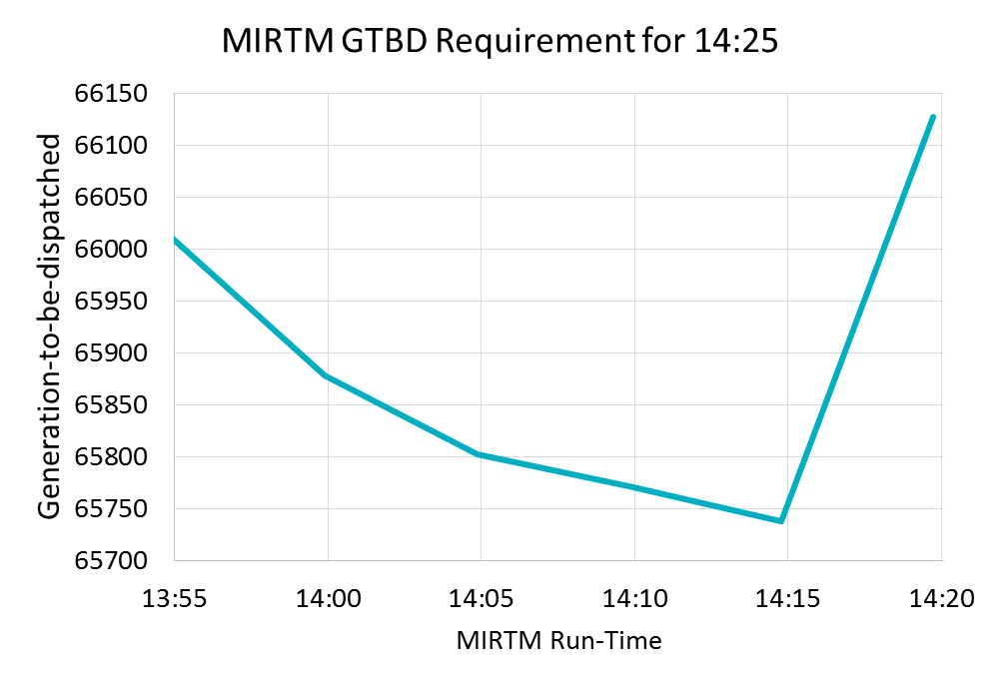 MIRTM GTBD Requirement for 14:25
Generation-to-be-dispatched
66150
66100
66050
66000
65950
65900
65850
65800
65750
65700
13:55 14:00 14:05 14:10 14:15 14:20
MIRTM Run-Time